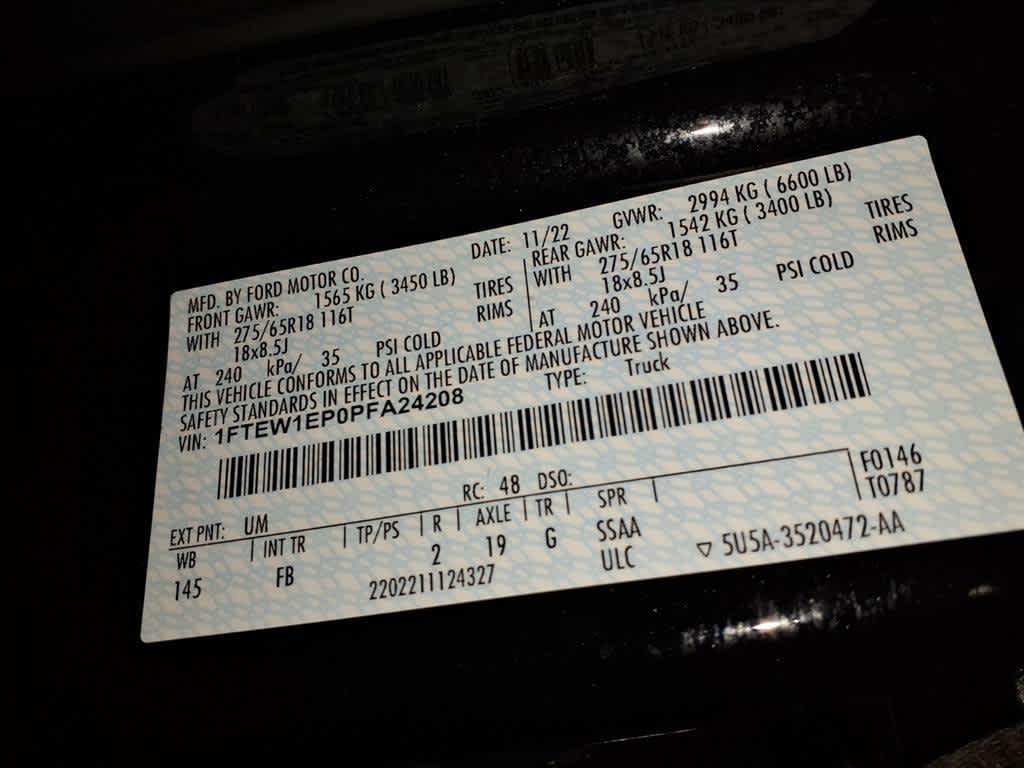 MFD. BY FORD MOTOR CO.
DATE: 11/22
GVWR: 2994 KG ( 6600 LB)
FRONT GAWR: 1565 KG ( 3450 LB)
WITH 275/65R18 116T TIRES
18x8.5J RIMS
AT 240 kPa/ 35 PSI COLD
REAR GAWR: 1542 KG ( 3400 LB)
WITH 275/65R18 116T TIRES
18x8.5J RIMS
AT 240 kPa/ 35 PSI COLD
THIS VEHICLE CONFORMS TO ALL APPLICABLE FEDERAL MOTOR VEHICLE
SAFETY STANDARDS IN EFFECT ON THE DATE OF MANUFACTURE SHOWN ABOVE.
VIN: 1FTEW1EP0PFA24208
TYPE: Truck
EXT PNT: UM
RC: 48 DSO:
F0146
T0787
WB | INT TR | TP/PS | R | AXLE | TR | SPR |
145 FB 2 19 G SSAA
2202211124327 ULC
▽ 5U5A-3520472-AA